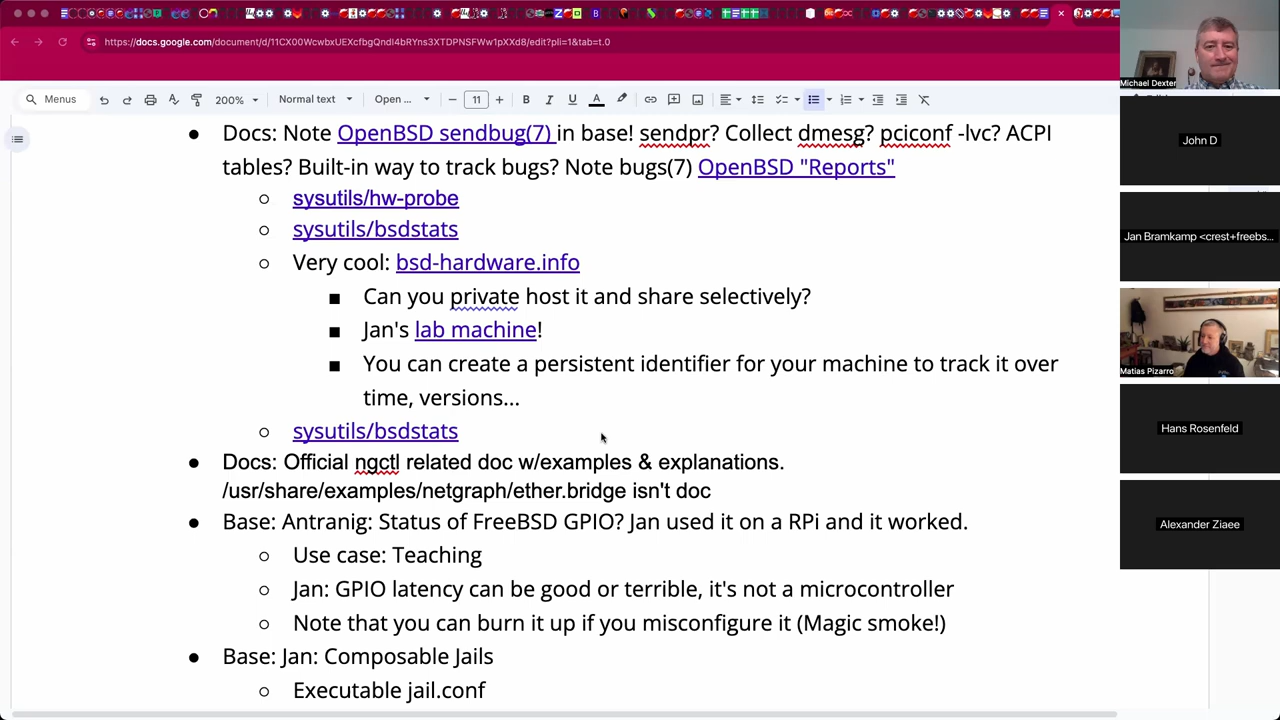 https://docs.google.com/document/d/11CX00WcwbxUEXcfbgQndl4bRYns3XTDPNSFWw1pXXd8/edit?pli=1&tab=t.0
Menus 200% Normal text Open ... 11 B I U A
Docs: Note OpenBSD sendbug(7) in base! sendpr? Collect dmesg? pciconf -lvc? ACPI
tables? Built-in way to track bugs? Note bugs(7) OpenBSD "Reports"
sysutils/hw-probe
sysutils/bsdstats
Very cool: bsd-hardware.info
Can you private host it and share selectively?
Jan's lab machine!
You can create a persistent identifier for your machine to track it over
time, versions...
sysutils/bsdstats
Docs: Official ngctl related doc w/examples & explanations.
/usr/share/examples/netgraph/ether.bridge isn't doc
Base: Antranig: Status of FreeBSD GPIO? Jan used it on a RPi and it worked.
Use case: Teaching
Jan: GPIO latency can be good or terrible, it's not a microcontroller
Note that you can burn it up if you misconfigure it (Magic smoke!)
Base: Jan: Composable Jails
Executable jail.conf
Michael Dexter
John D
Jan Bramkamp <crest+freebs...
Matias Pizarro
Hans Rosenfeld
Alexander Ziaee